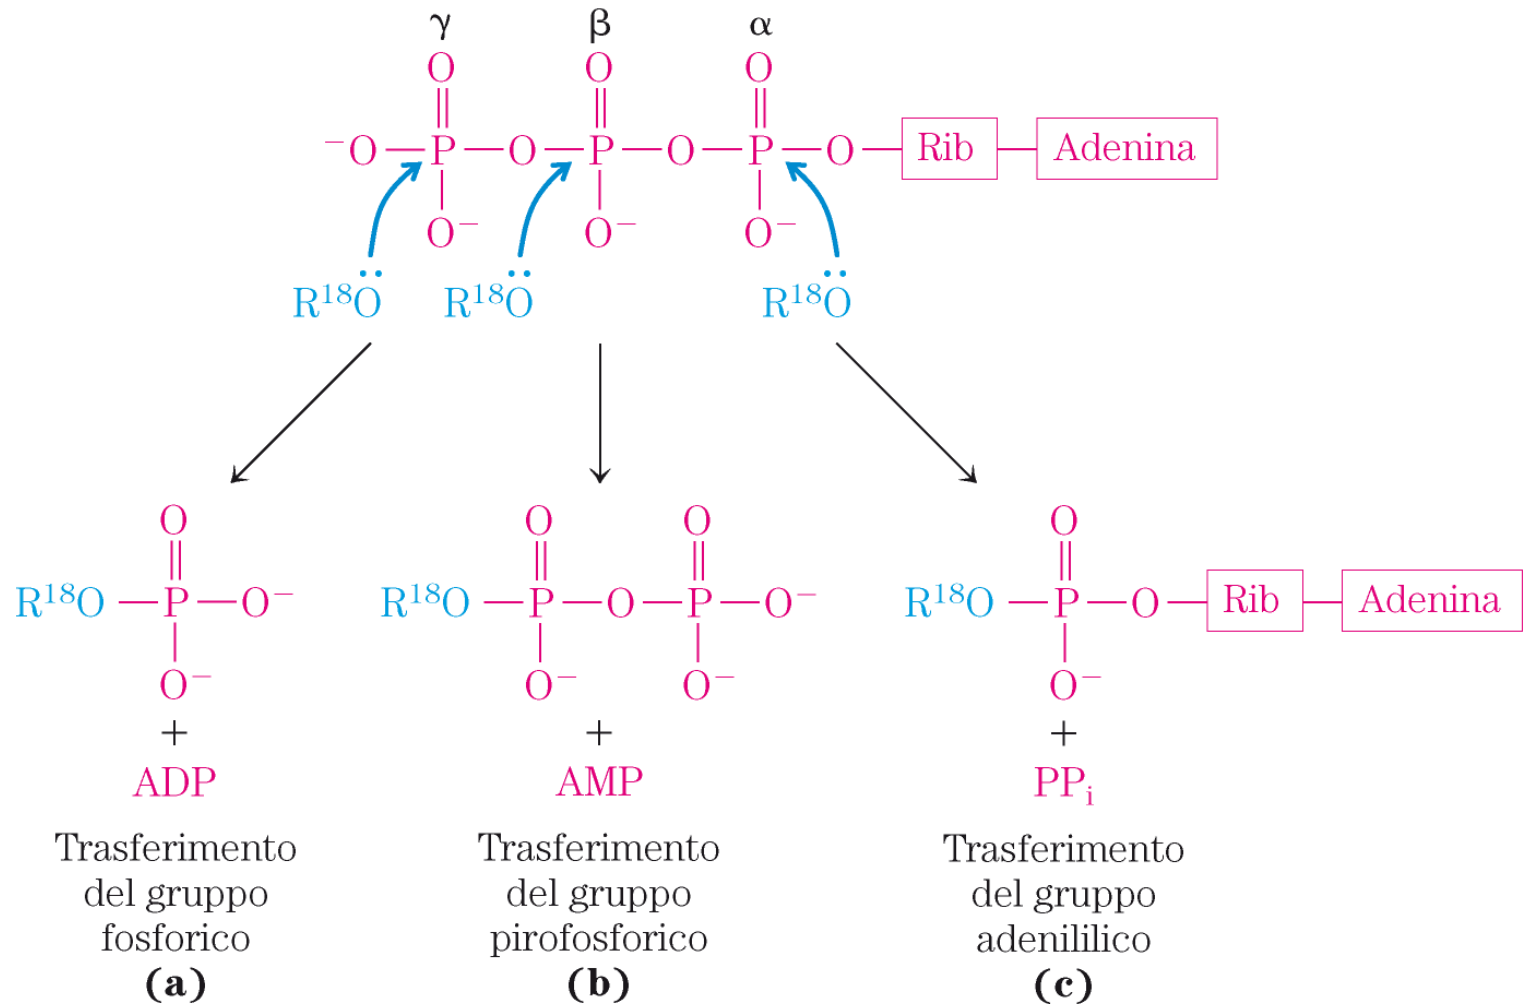 γ β α
O O O
⁻O P O P O P O Rib Adenina
O⁻ O⁻ O⁻
R¹⁸Ö R¹⁸Ö R¹⁸Ö
O O O O
R¹⁸O P O⁻ R¹⁸O P O P O⁻ R¹⁸O P O Rib Adenina
O⁻ O⁻ O⁻ O⁻
+ + +
ADP AMP PPᵢ
Trasferimento
del gruppo
fosforico
(a)
Trasferimento
del gruppo
pirofosforico
(b)
Trasferimento
del gruppo
adenililico
(c)